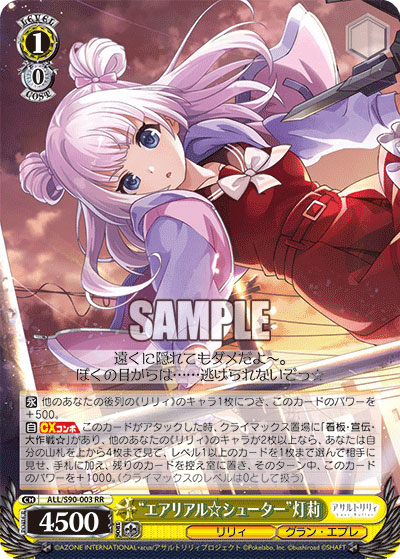 LEVEL
1
0
COST
SAMPLE
遠くに隠れてもダメだよ〜。
ぼくの目からは……逃げられないぞっ☆
永 他のあなたの後列の《リリィ》のキャラ1枚につき、このカードのパワーを
+500。
自 CXコンボ このカードがアタックした時、クライマックス置場に「看板・宣伝・
大作戦☆」があり、他のあなたの《リリィ》のキャラが2枚以上なら、あなたは自分
の山札を上から4枚まで見て、レベル1以上のカードを1枚まで選んで相手に
見せ、手札に加え、残りのカードを控え室に置き、そのターン中、このカードの
パワーを+2000。(クライマックスのレベルは0として扱う)
ALL/S90-003 RR
4500
"エアリアル☆シューター"灯莉
アサルトリリィ
リリィ
グラン・エプレ
©AZONE INTERNATIONAL・acus/アサルトリリィプロジェクト ©Pokelabo, Inc. ©bushiroad ©SHAFT